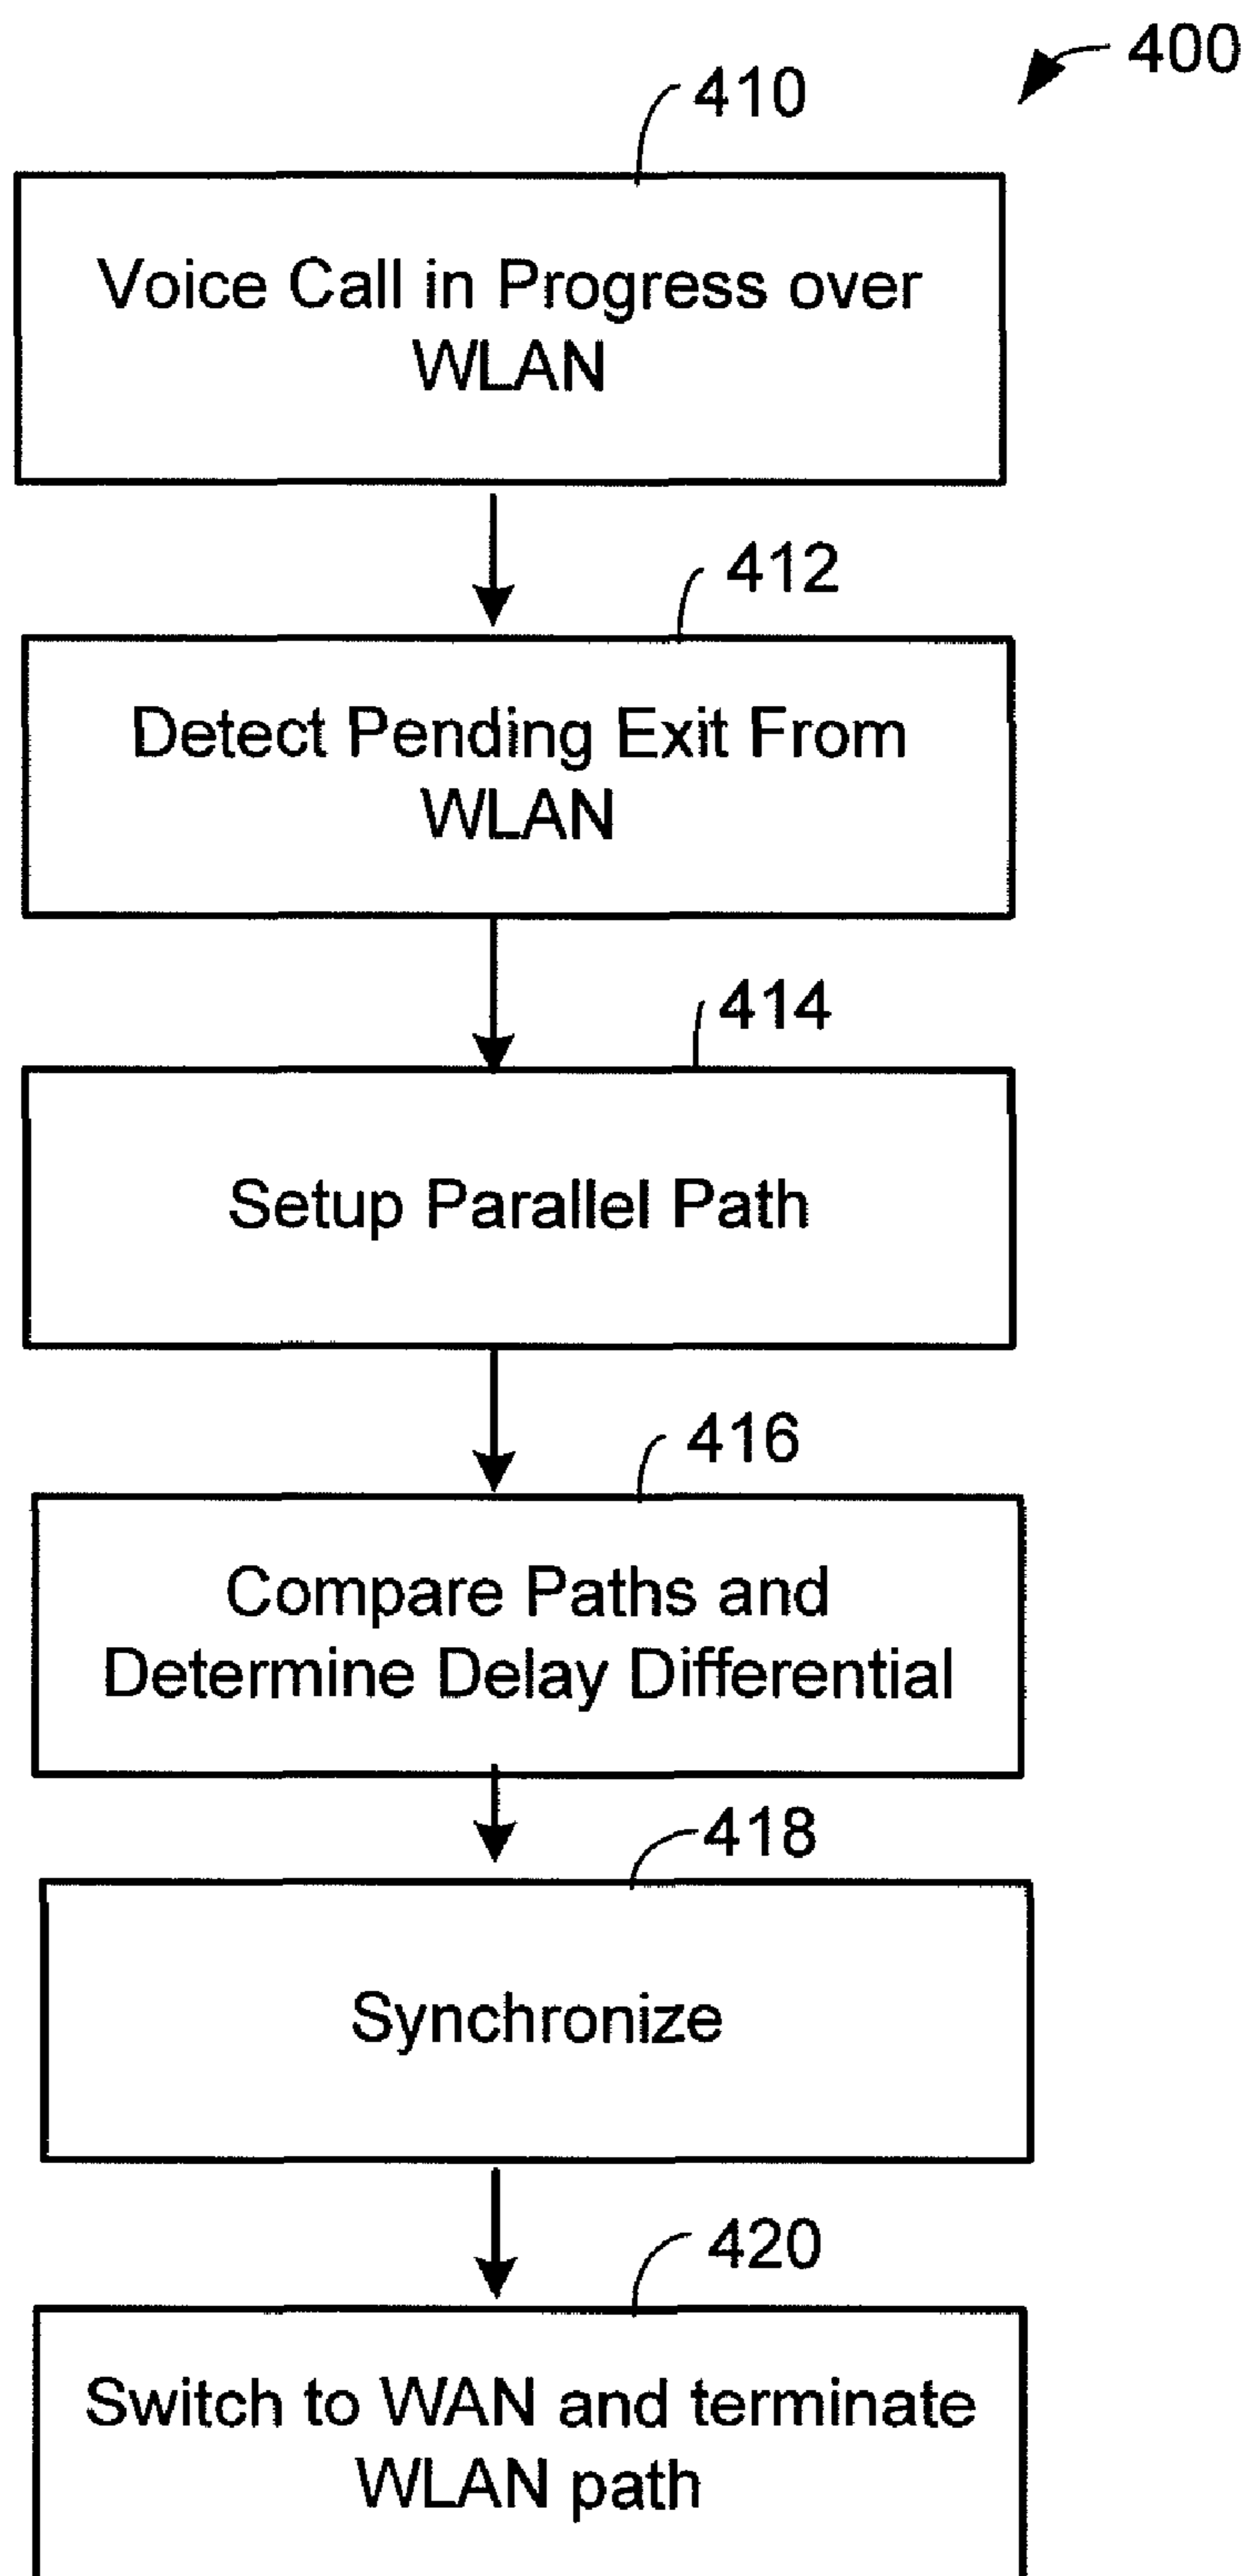 400
410
Voice Call in Progress over
WLAN
412
Detect Pending Exit From
WLAN
414
Setup Parallel Path
416
Compare Paths and
Determine Delay Differential
418
Synchronize
420
Switch to WAN and terminate
WLAN path